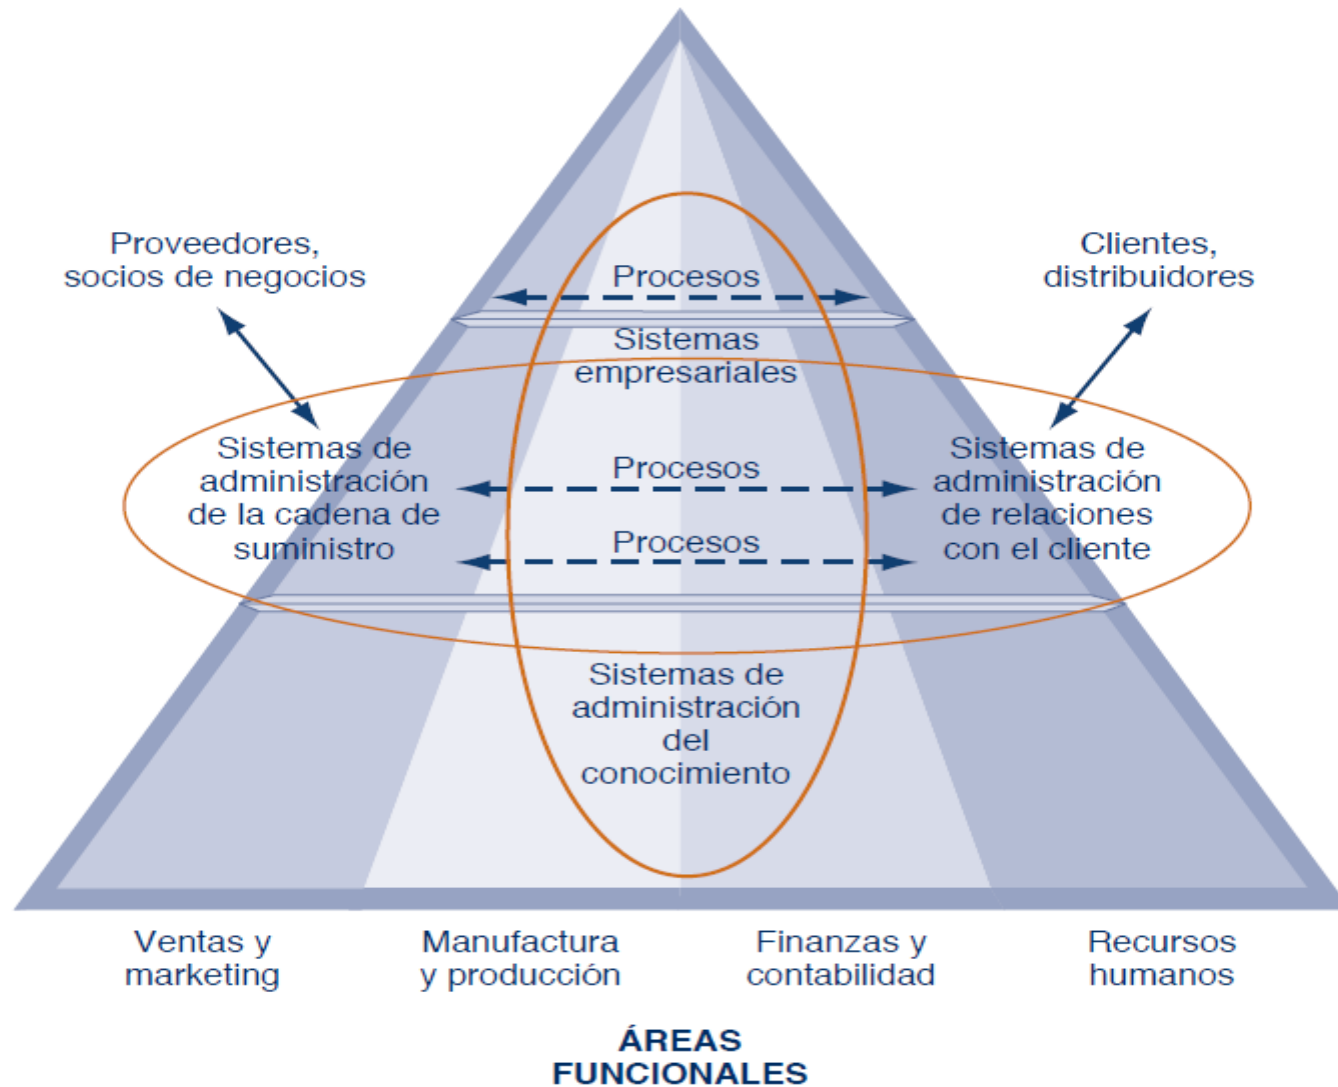 Proveedores,
socios de negocios
Clientes,
distribuidores
Procesos
Sistemas
empresariales
Sistemas de
administración
de la cadena de
suministro
Procesos
Procesos
Sistemas de
administración
de relaciones
con el cliente
Sistemas de
administración
del
conocimiento
Ventas y
marketing
Manufactura
y producción
Finanzas y
contabilidad
Recursos
humanos
ÁREAS
FUNCIONALES